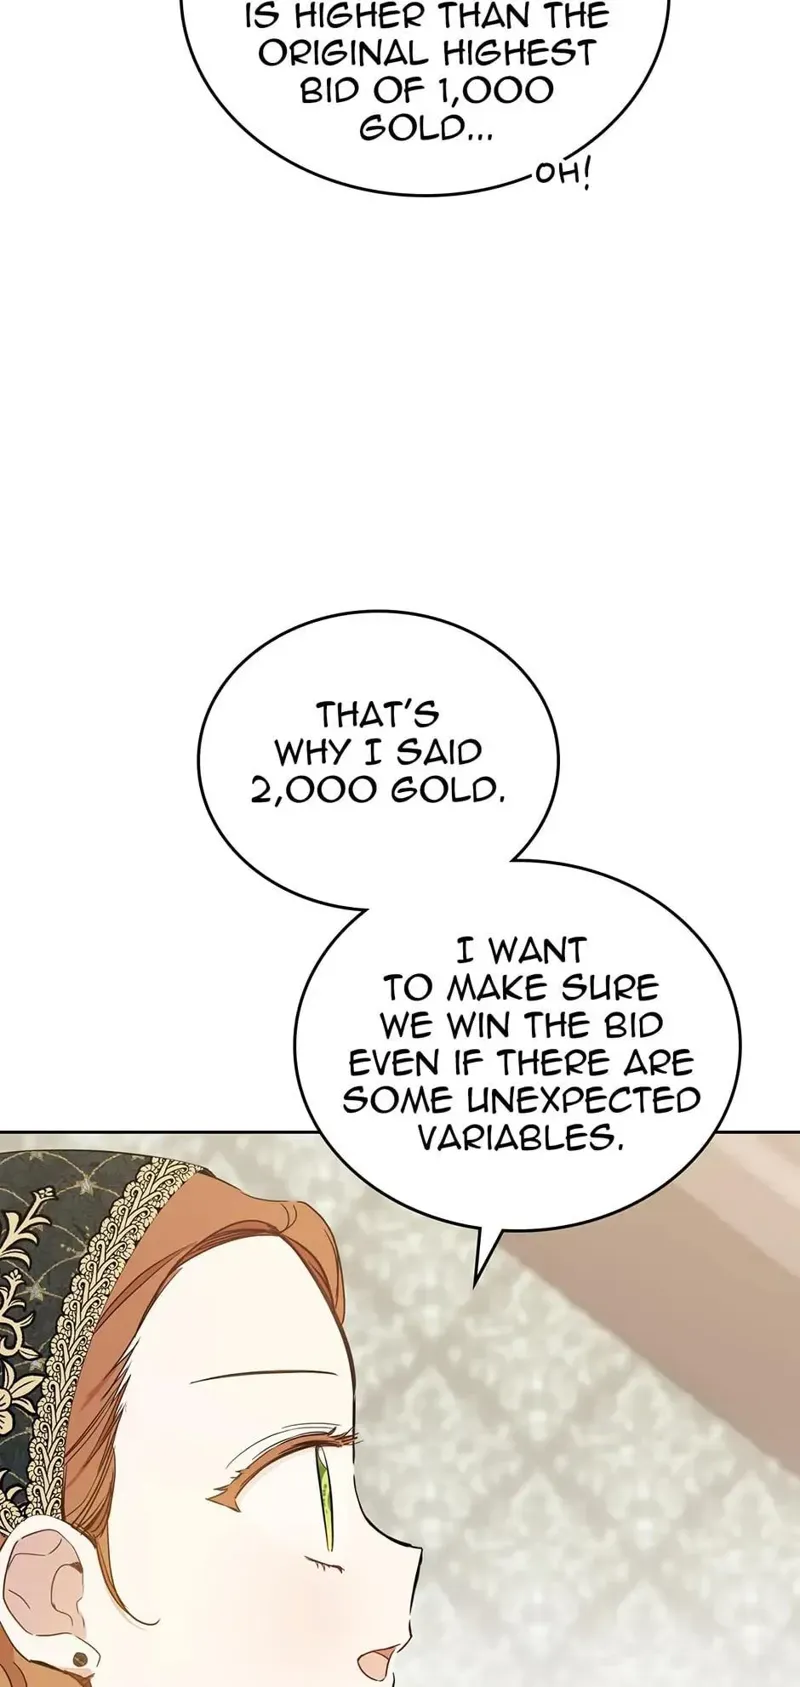 IS HIGHER THAN THE
ORIGINAL HIGHEST
BID OF 1,000
GOLD...
OH!
THAT'S
WHY I SAID
2,000 GOLD.
I WANT
TO MAKE SURE
WE WIN THE BID
EVEN IF THERE ARE
SOME UNEXPECTED
VARIABLES.